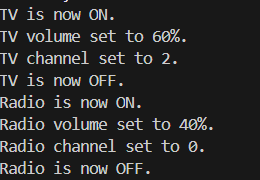 TV is now ON.
TV volume set to 60%.
TV channel set to 2.
TV is now OFF.
Radio is now ON.
Radio volume set to 40%.
Radio channel set to 0.
Radio is now OFF.